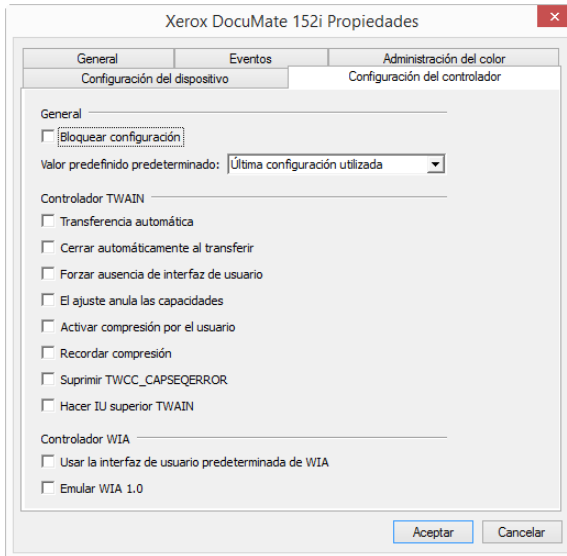 Xerox DocuMate 152i Propiedades
General Eventos Administración del color
Configuración del dispositivo Configuración del controlador
General
Bloquear configuración
Valor predefinido predeterminado: Última configuración utilizada
Controlador TWAIN
Transferencia automática
Cerrar automáticamente al transferir
Forzar ausencia de interfaz de usuario
El ajuste anula las capacidades
Activar compresión por el usuario
Recordar compresión
Suprimir TWCC_CAPSEQERROR
Hacer IU superior TWAIN
Controlador WIA
Usar la interfaz de usuario predeterminada de WIA
Emular WIA 1.0
Aceptar Cancelar